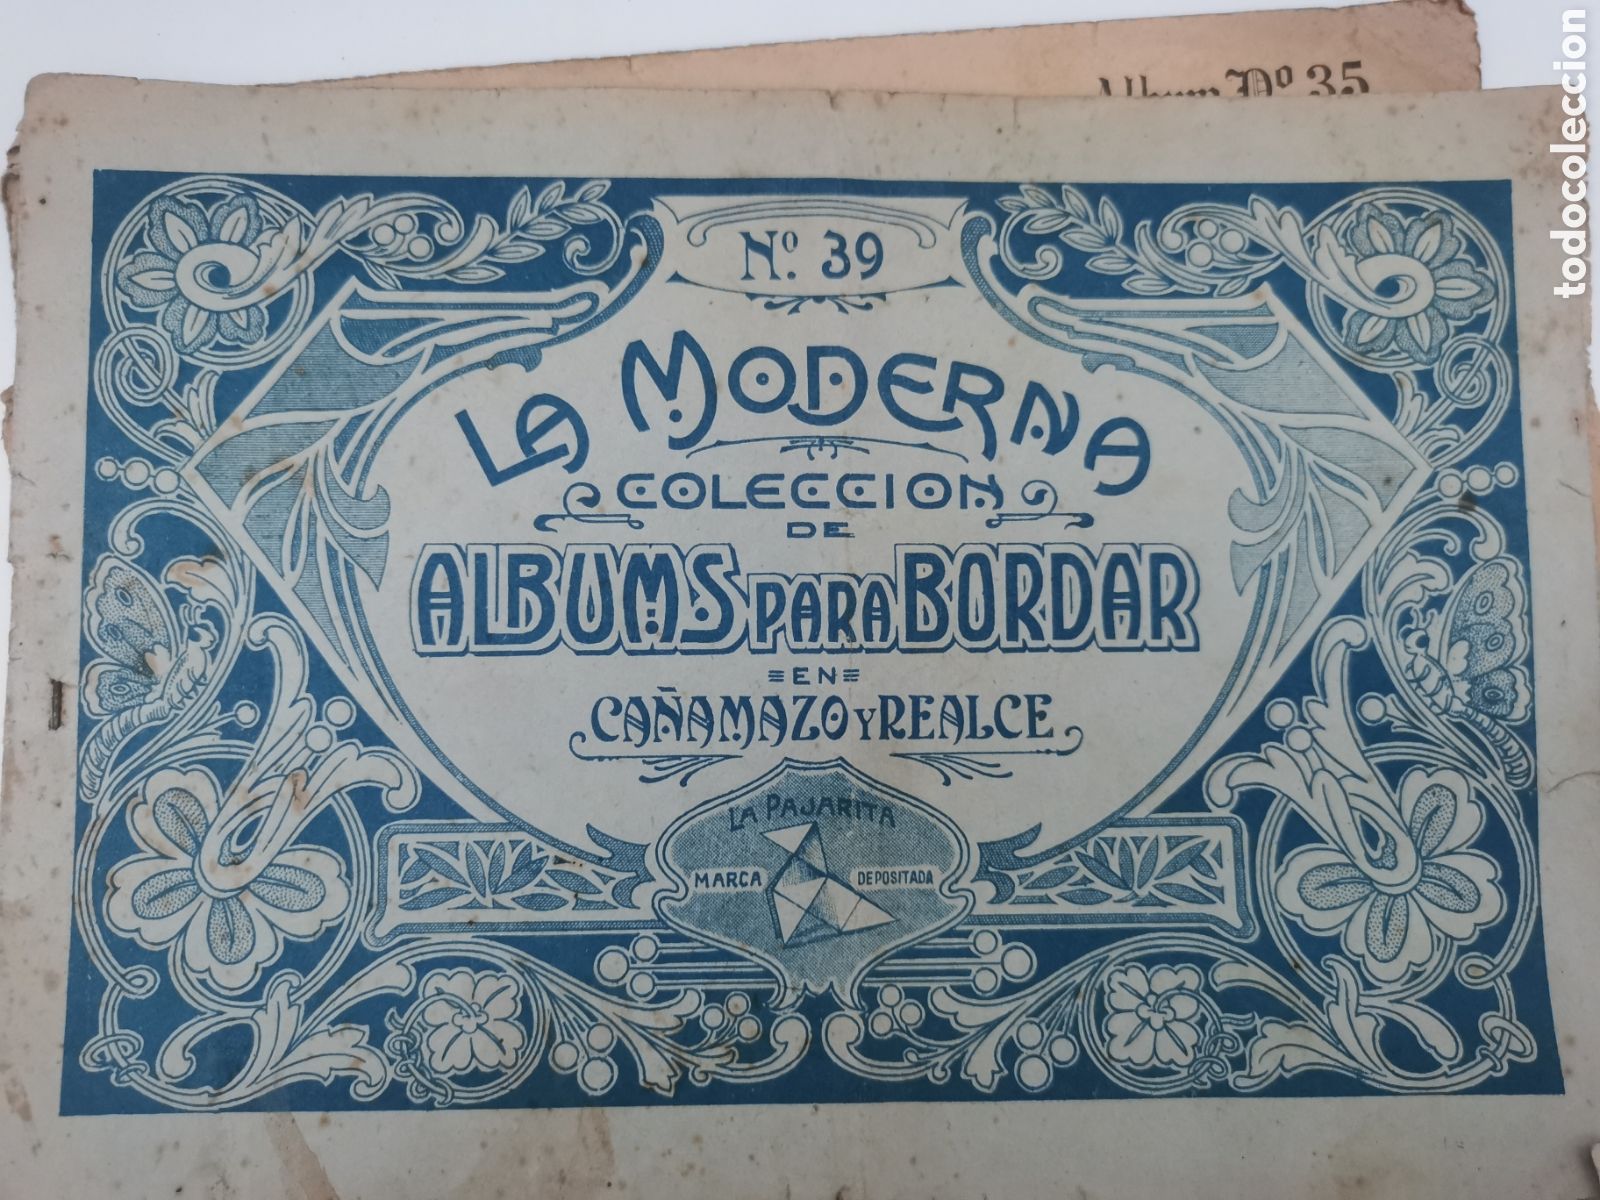 Album Nº 35
Nº. 39
LA MODERNA
COLECCION
DE
ALBUMS PARA BORDAR
EN
CAÑAMAZO Y REALCE
LA PAJARITA
MARCA DEPOSITADA
todocoleccion